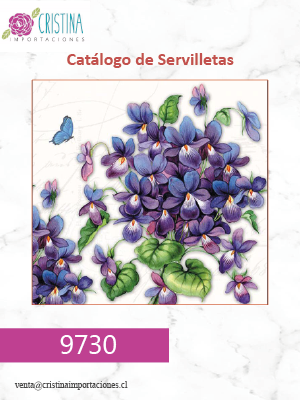 CRISTINA
IMPORTACIONES
Catálogo de Servilletas
9730
venta@cristinaimportaciones.cl